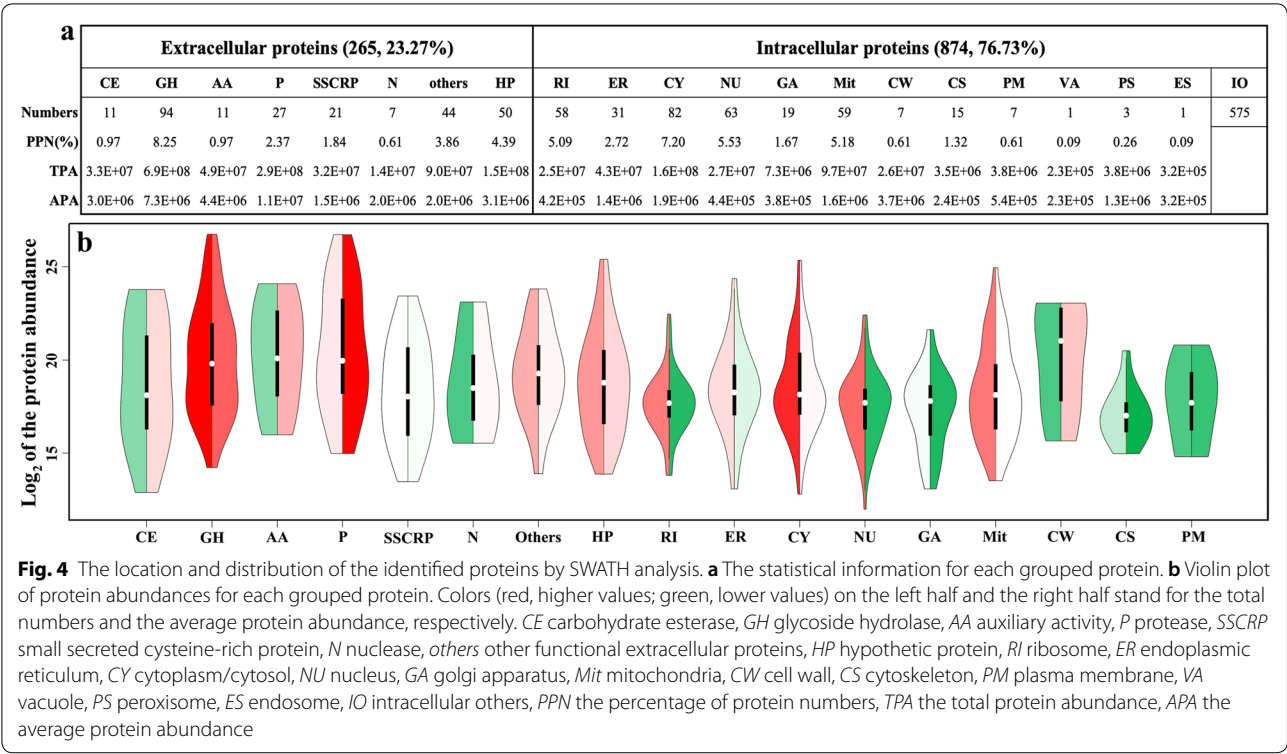 a
Extracellular proteins (265, 23.27%) Intracellular proteins (874, 76.73%)
CE GH AA P SSCRP N others HP RI ER CY NU GA Mit CW CS PM VA PS ES IO
Numbers 11 94 11 27 21 7 44 50 58 31 82 63 19 59 7 15 7 1 3 1 575
PPN(%) 0.97 8.25 0.97 2.37 1.84 0.61 3.86 4.39 5.09 2.72 7.20 5.53 1.67 5.18 0.61 1.32 0.61 0.09 0.26 0.09
TPA 3.3E+07 6.9E+08 4.9E+07 2.9E+08 3.2E+07 1.4E+07 9.0E+07 1.5E+08 2.5E+07 4.3E+07 1.6E+08 2.7E+07 7.3E+06 9.7E+07 2.6E+07 3.5E+06 3.8E+06 2.3E+05 3.8E+06 3.2E+05
APA 3.0E+06 7.3E+06 4.4E+06 1.1E+07 1.5E+06 2.0E+06 2.0E+06 3.1E+06 4.2E+05 1.4E+06 1.9E+06 4.4E+05 3.8E+05 1.6E+06 3.7E+06 2.4E+05 5.4E+05 2.3E+05 1.3E+06 3.2E+05
b
Log2 of the protein abundance
25
20
15
CE GH AA P SSCRP N Others HP RI ER CY NU GA Mit CW CS PM
Fig. 4 The location and distribution of the identified proteins by SWATH analysis. a The statistical information for each grouped protein. b Violin plot
of protein abundances for each grouped protein. Colors (red, higher values; green, lower values) on the left half and the right half stand for the total
numbers and the average protein abundance, respectively. CE carbohydrate esterase, GH glycoside hydrolase, AA auxiliary activity, P protease, SSCRP
small secreted cysteine-rich protein, N nuclease, others other functional extracellular proteins, HP hypothetic protein, RI ribosome, ER endoplasmic
reticulum, CY cytoplasm/cytosol, NU nucleus, GA golgi apparatus, Mit mitochondria, CW cell wall, CS cytoskeleton, PM plasma membrane, VA
vacuole, PS peroxisome, ES endosome, IO intracellular others, PPN the percentage of protein numbers, TPA the total protein abundance, APA the
average protein abundance